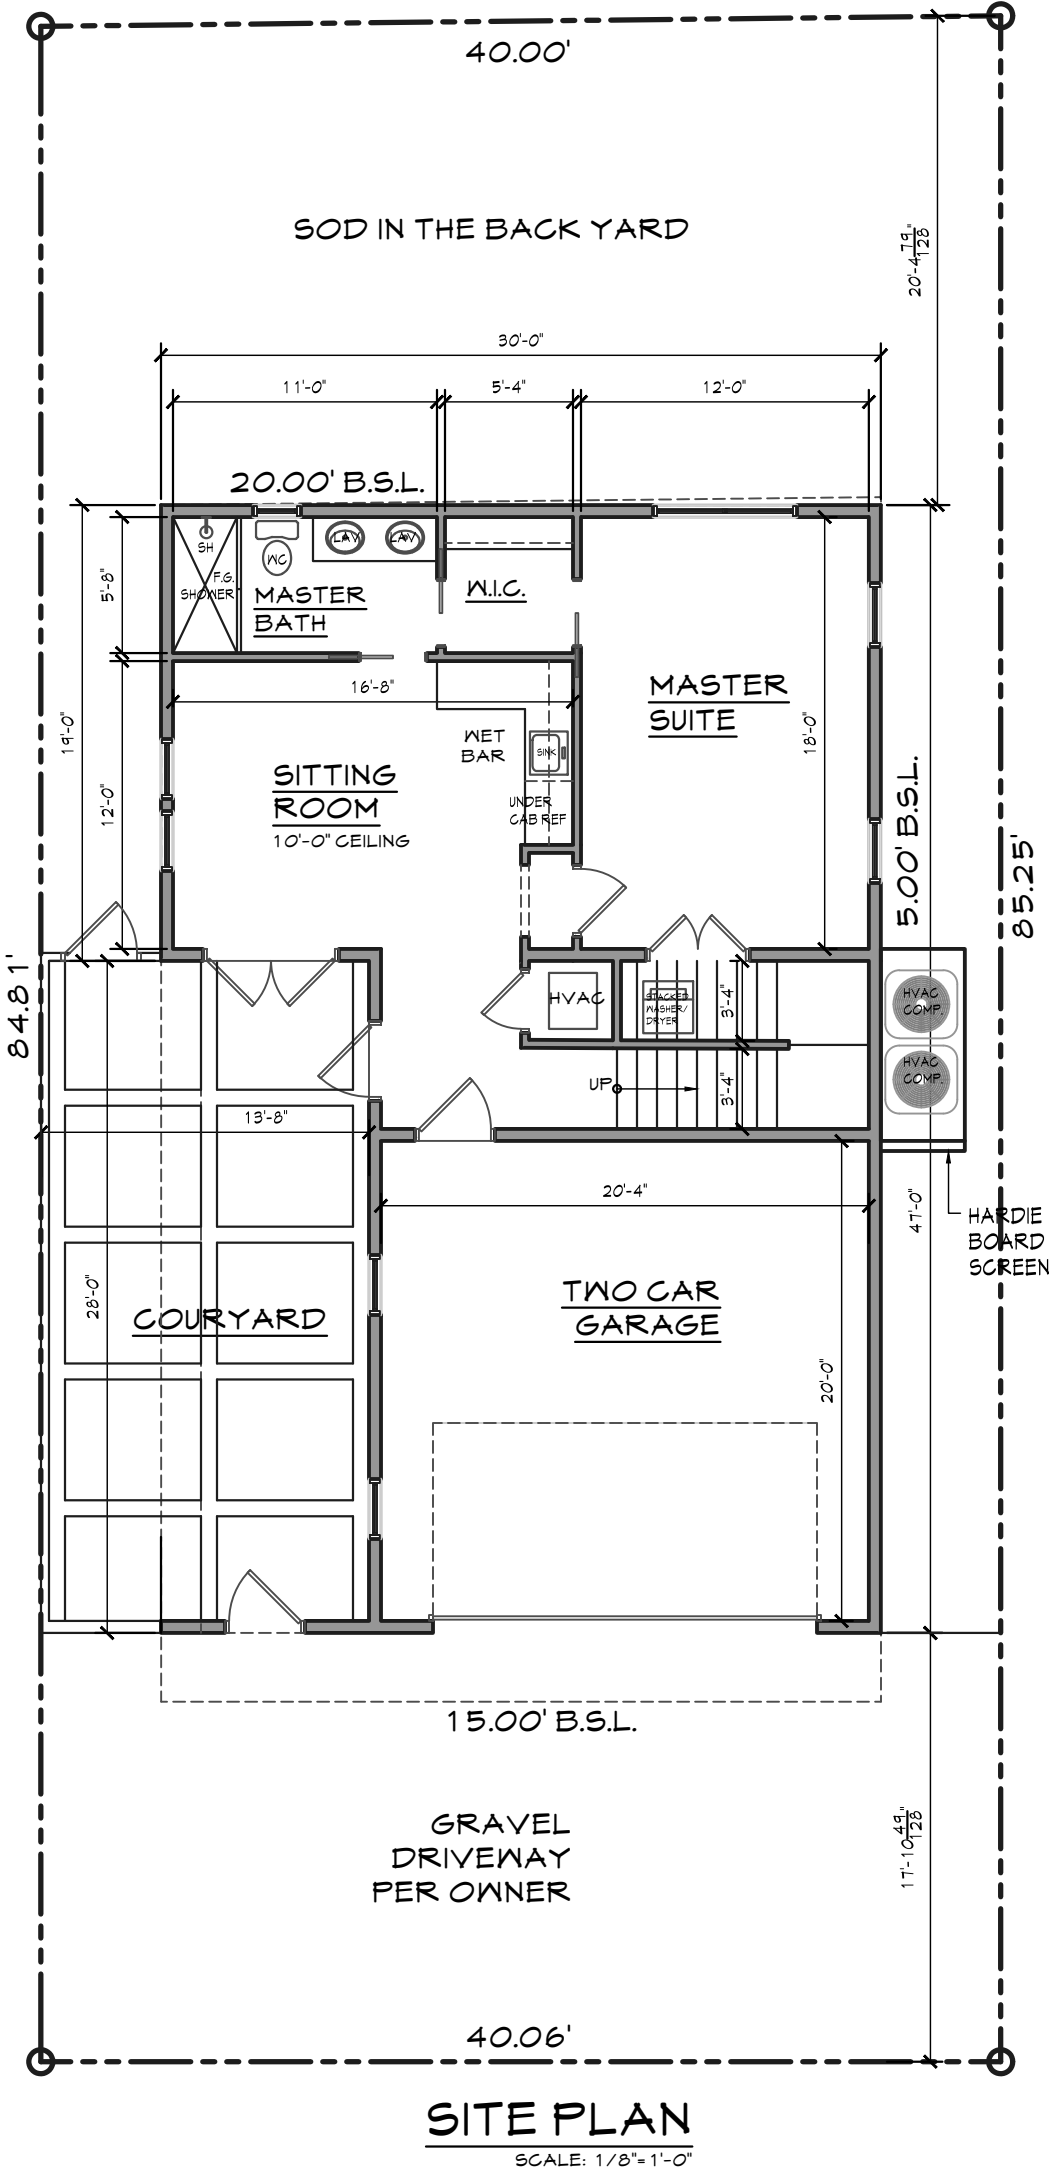 40.00'
SOD IN THE BACK YARD
20'-4 79/128"
30'-0"
11'-0"
5'-4"
12'-0"
20.00' B.S.L.
SH
WC
LAV
LAV
F.G.
SHOWER
MASTER
BATH
W.I.C.
5'-8"
16'-8"
MASTER
SUITE
19'-0"
12'-0"
18'-0"
WET
BAR
SINK
SITTING
ROOM
10'-0" CEILING
UNDER
CAB REF
5.00' B.S.L.
85.25'
84.81'
HVAC
STACKED
WASHER/
DRYER
3'-4"
HVAC
COMP.
HVAC
COMP.
UP
3'-4"
13'-8"
20'-4"
47'-0"
HARDIE
BOARD
SCREEN
28'-0"
COURYARD
TWO CAR
GARAGE
20'-0"
15.00' B.S.L.
GRAVEL
DRIVEWAY
PER OWNER
17'-10 49/128"
40.06'
SITE PLAN
SCALE: 1/8"=1'-0"